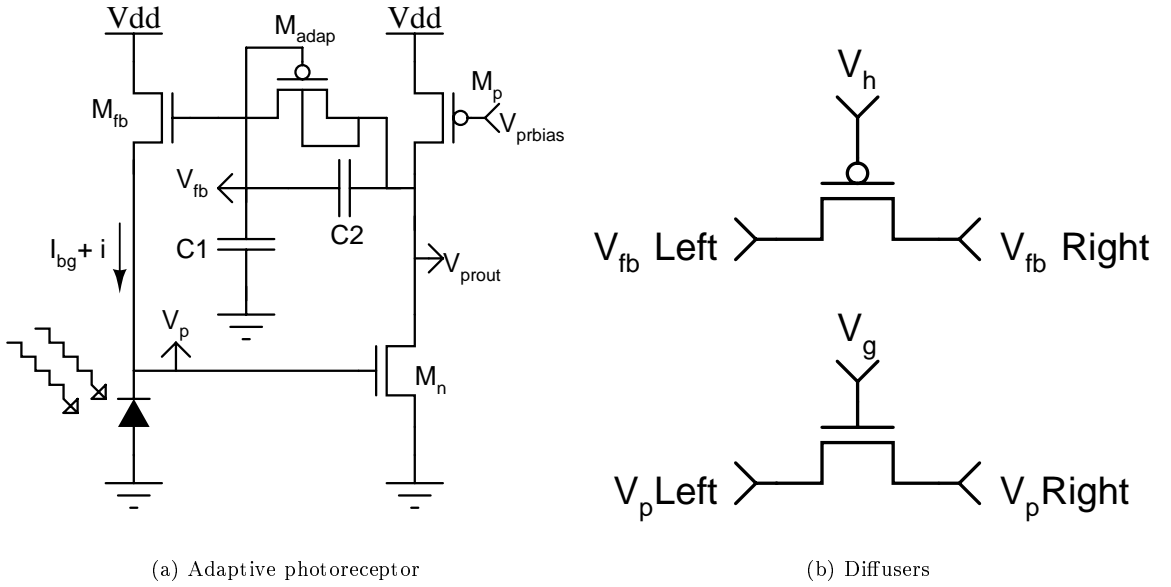 Vdd
Vdd
M_adap
M_p
M_fb
V_prbias
V_fb
C2
C1
I_bg + i
V_prout
V_p
M_n
(a) Adaptive photoreceptor
V_h
V_fb Left
V_fb Right
V_g
V_p Left
V_p Right
(b) Diffusers